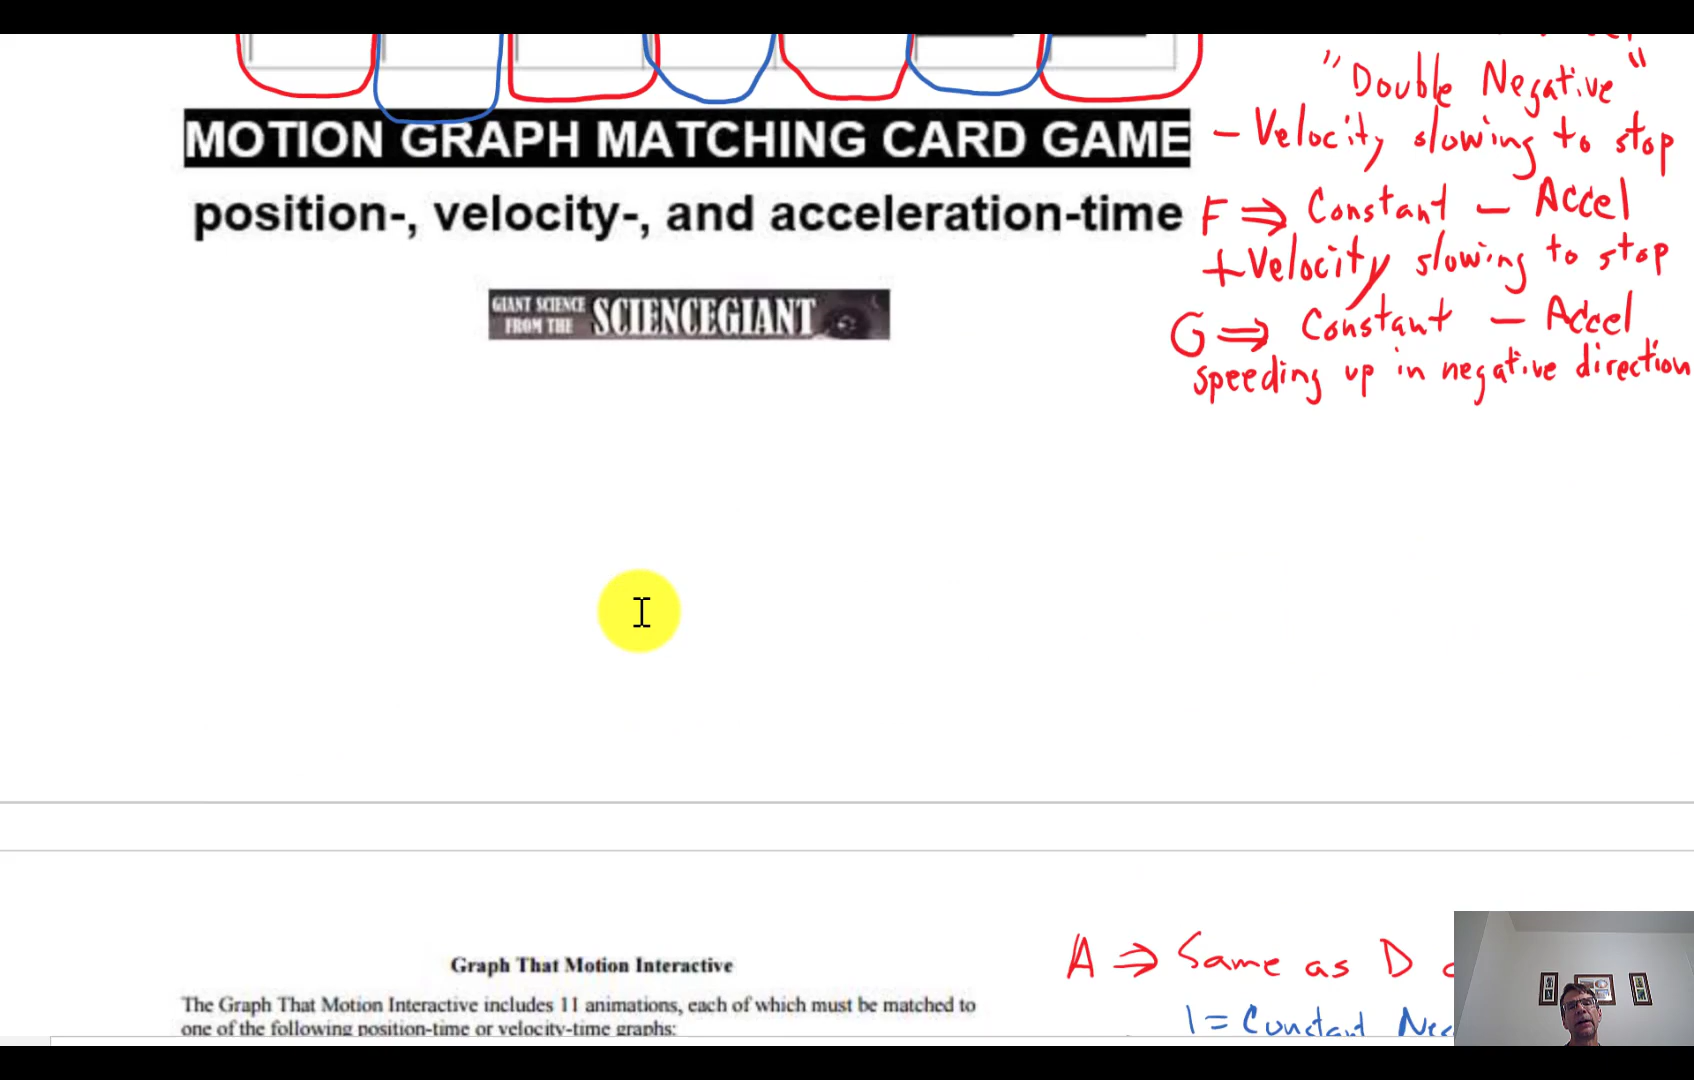 "Double Negative"
MOTION GRAPH MATCHING CARD GAME
- Velocity slowing to stop
position-, velocity-, and acceleration-time
F ⇒ Constant - Accel
+Velocity slowing to stop
GIANT SCIENCE
FROM THE
SCIENCEGIANT
G ⇒ Constant - Accel
speeding up in negative direction
Graph That Motion Interactive
A ⇒ Same as D
The Graph That Motion Interactive includes 11 animations, each of which must be matched to
one of the following position-time or velocity-time graphs:
1 = Constant